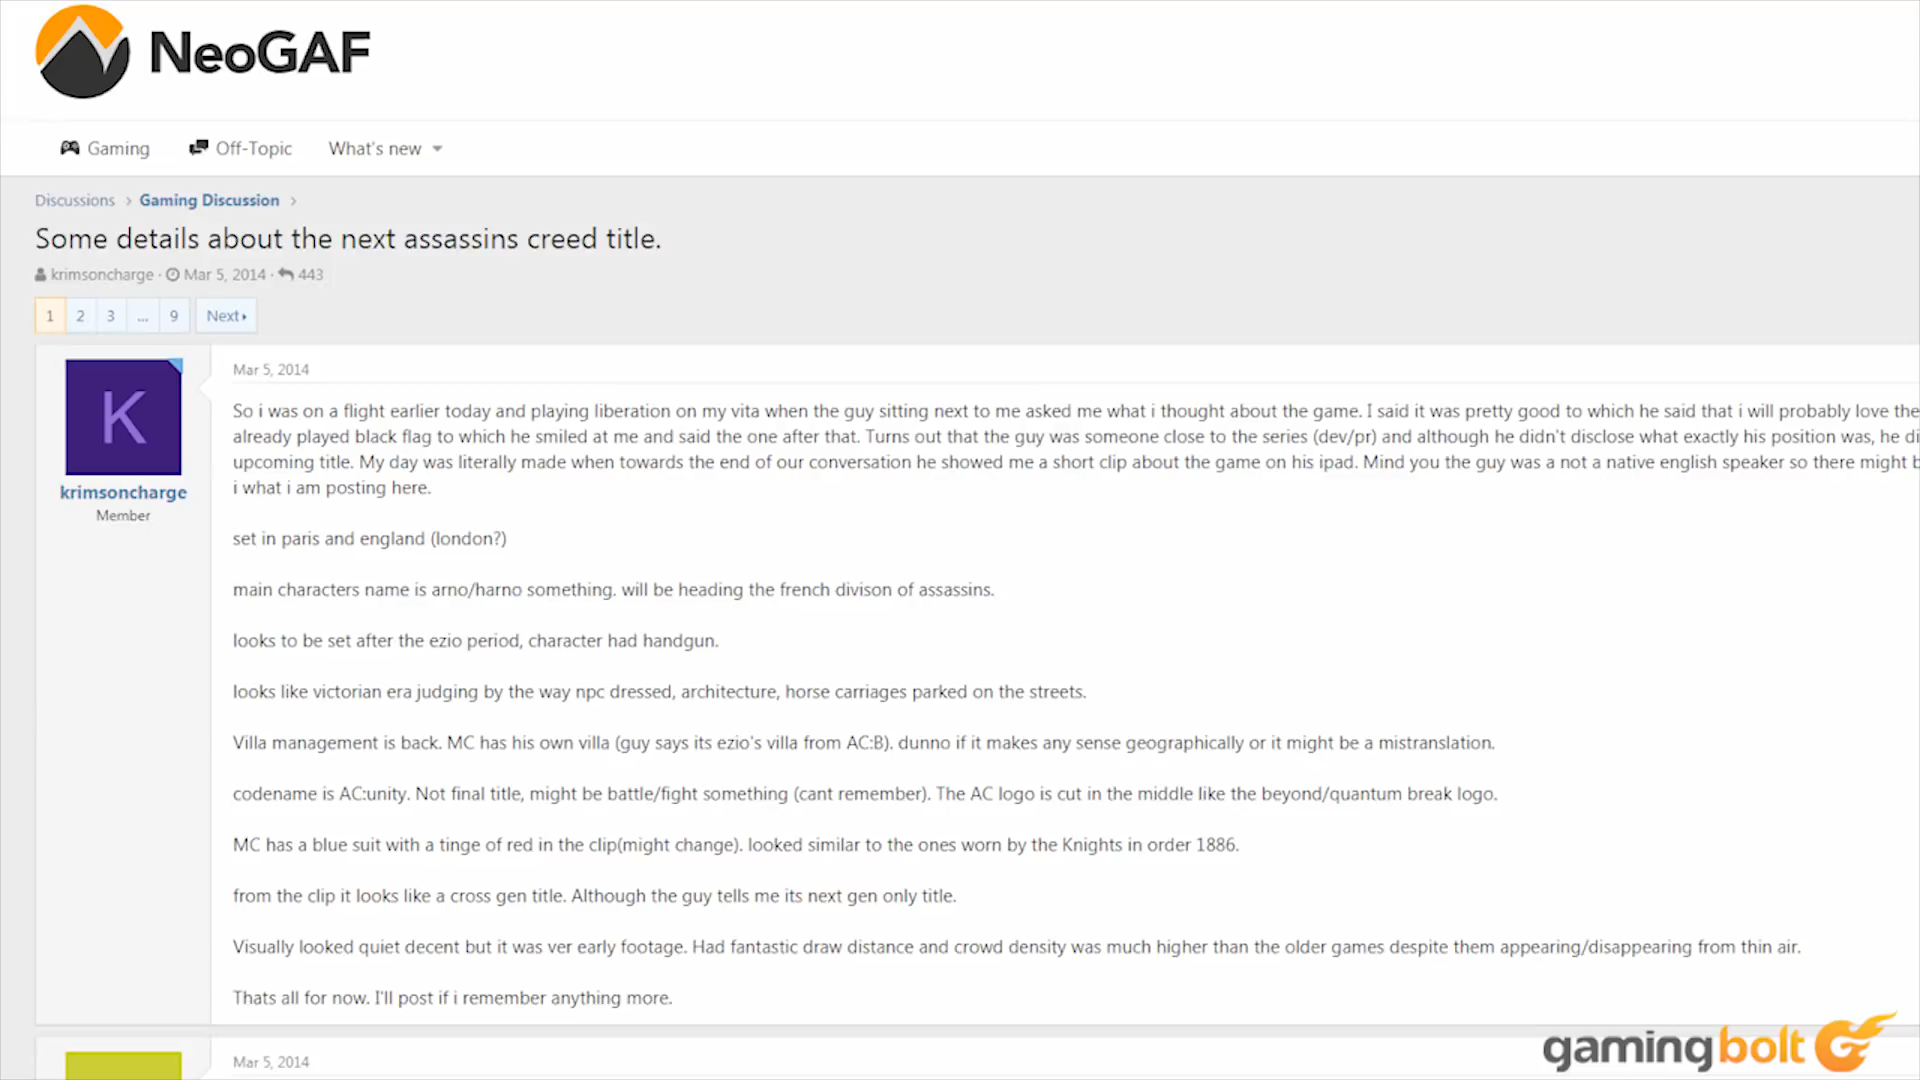 NeoGAF
Gaming Off-Topic What's new
Discussions › Gaming Discussion ›
Some details about the next assassins creed title.
krimsoncharge · Mar 5, 2014 · 443
1 2 3 ... 9 Next
K
krimsoncharge
Member
Mar 5, 2014
So i was on a flight earlier today and playing liberation on my vita when the guy sitting next to me asked me what i thought about the game. I said it was pretty good to which he said that i will probably love the
already played black flag to which he smiled at me and said the one after that. Turns out that the guy was someone close to the series (dev/pr) and although he didn't disclose what exactly his position was, he
upcoming title. My day was literally made when towards the end of our conversation he showed me a short clip about the game on his ipad. Mind you the guy was a not a native english speaker so there might
i what i am posting here.
set in paris and england (london?)
main characters name is arno/harno something. will be heading the french divison of assassins.
looks to be set after the ezio period, character had handgun.
looks like victorian era judging by the way npc dressed, architecture, horse carriages parked on the streets.
Villa management is back. MC has his own villa (guy says its ezio's villa from AC:B). dunno if it makes any sense geographically or it might be a mistranslation.
codename is AC:unity. Not final title, might be battle/fight something (cant remember). The AC logo is cut in the middle like the beyond/quantum break logo.
MC has a blue suit with a tinge of red in the clip(might change). looked similar to the ones worn by the Knights in order 1886.
from the clip it looks like a cross gen title. Although the guy tells me its next gen only title.
Visually looked quiet decent but it was ver early footage. Had fantastic draw distance and crowd density was much higher than the older games despite them appearing/disappearing from thin air.
Thats all for now. I'll post if i remember anything more.
Mar 5, 2014
gamingbolt